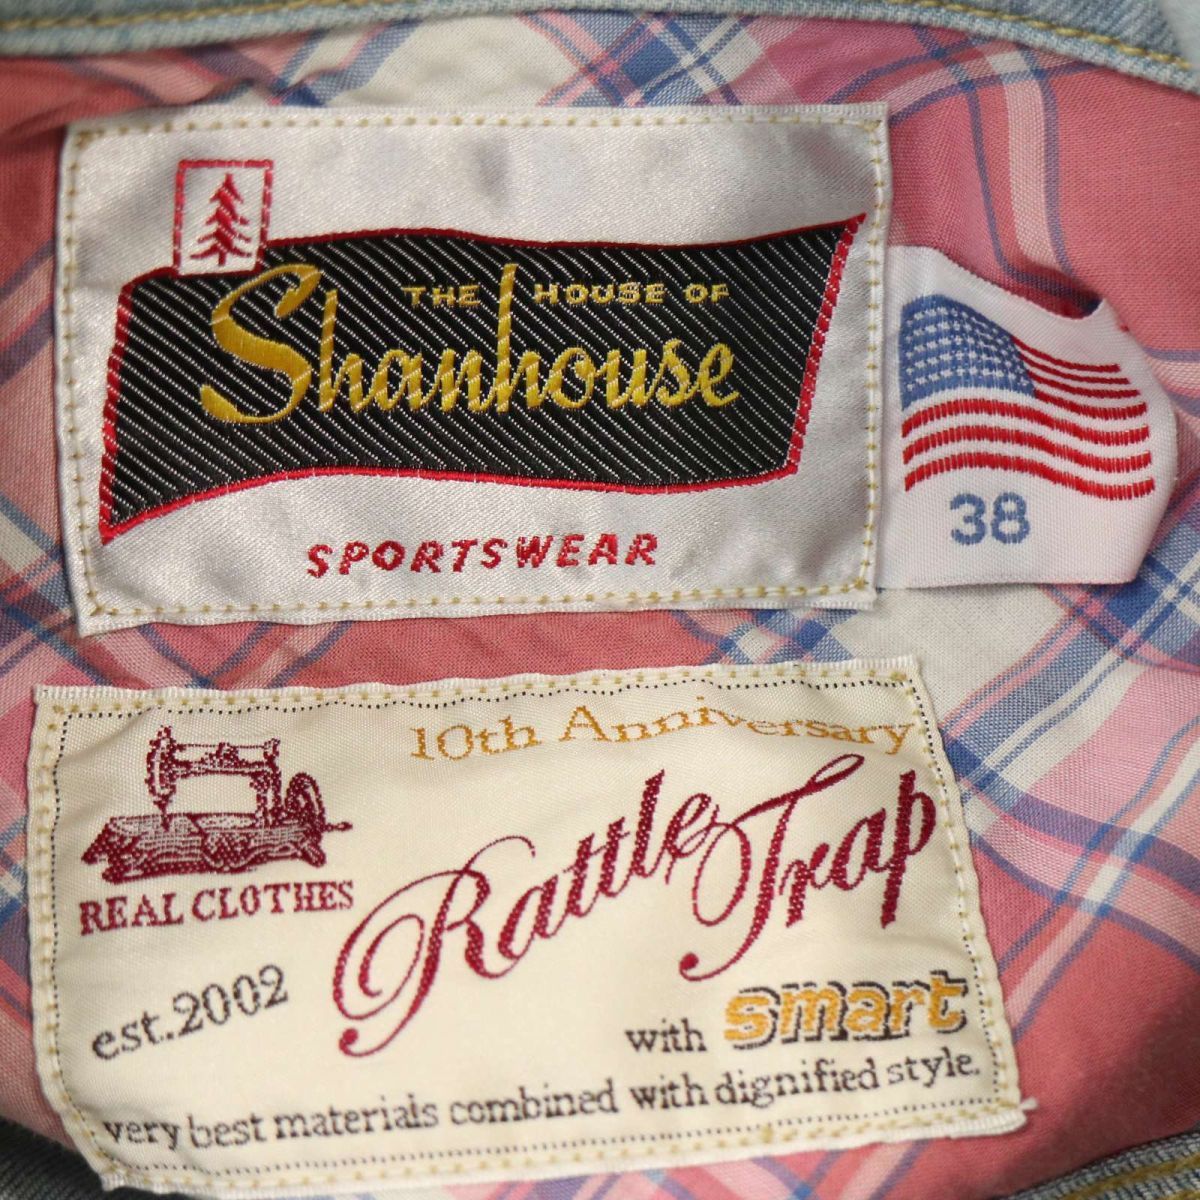 THE HOUSE OF
Shanhouse
SPORTSWEAR
38
10th Anniversary
Rattle Trap
REAL CLOTHES
est.2002
with smart
very best materials combined with dignified style.